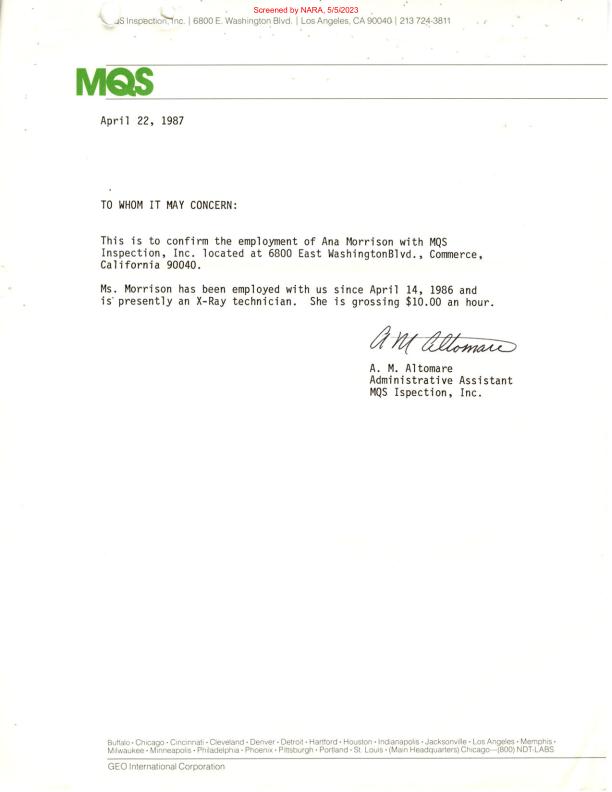 Screened by NARA, 5/5/2023
Inspection, Inc. | 6800 E. Washington Blvd. | Los Angeles, CA 90040 | 213 724-3811
MQS
April 22, 1987
TO WHOM IT MAY CONCERN:
This is to confirm the employment of Ana Morrison with MQS
Inspection, Inc. located at 6800 East WashingtonBlvd., Commerce,
California 90040.
Ms. Morrison has been employed with us since April 14, 1986 and
is presently an X-Ray technician. She is grossing $10.00 an hour.
A M Altomare
A. M. Altomare
Administrative Assistant
MQS Ispection, Inc.
Buffalo • Chicago • Cincinnati • Cleveland • Denver • Detroit • Hartford • Houston • Indianapolis • Jacksonville • Los Angeles • Memphis •
Milwaukee • Minneapolis • Philadelphia • Phoenix • Pittsburgh • Portland • St. Louis • (Main Headquarters) Chicago—(800) NDT-LABS
GEO International Corporation